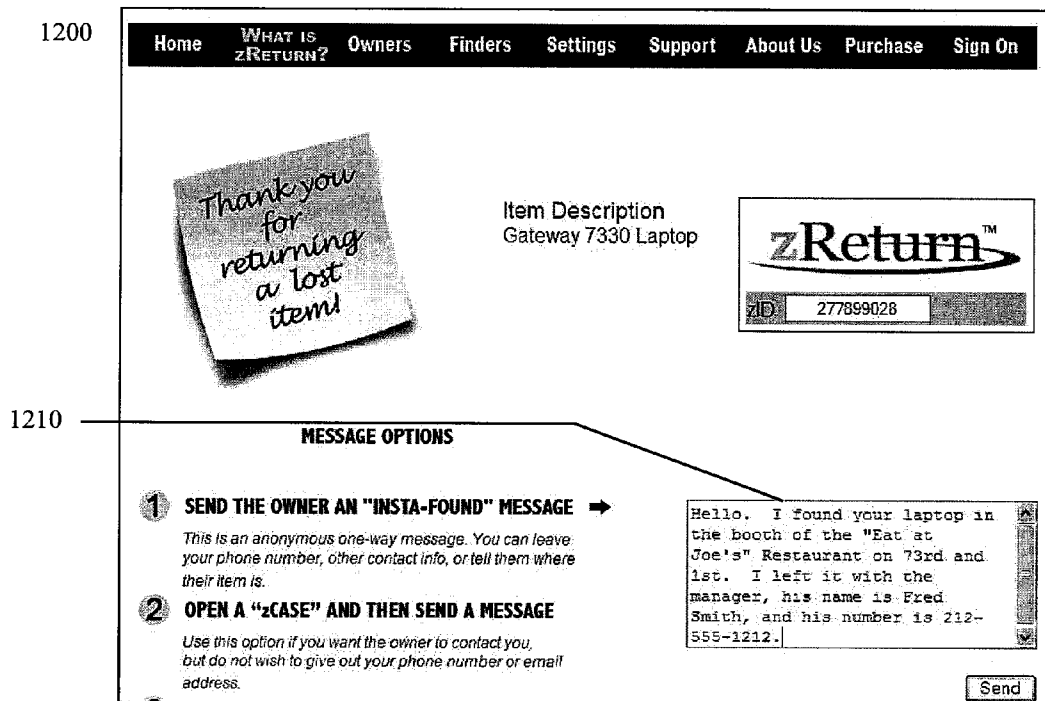 1200
Home WHAT IS ZRETURN? Owners Finders Settings Support About Us Purchase Sign On
Thank you
for
returning
a lost
item!
Item Description
Gateway 7330 Laptop
zReturn™
zID 277899028
1210
MESSAGE OPTIONS
1 SEND THE OWNER AN "INSTA-FOUND" MESSAGE ➡
This is an anonymous one-way message. You can leave
your phone number, other contact info, or tell them where
their item is.
2 OPEN A “zCASE” AND THEN SEND A MESSAGE
Use this option if you want the owner to contact you,
but do not wish to give out your phone number or email
address.
Hello. I found your laptop in
the booth of the "Eat at
Joe's" Restaurant on 73rd and
1st. I left it with the
manager, his name is Fred
Smith, and his number is 212-
555-1212.
Send